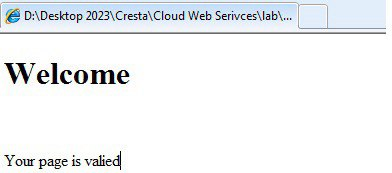 D:\Desktop 2023\Cresta\Cloud Web Serivces\lab\...
Welcome
Your page is valied